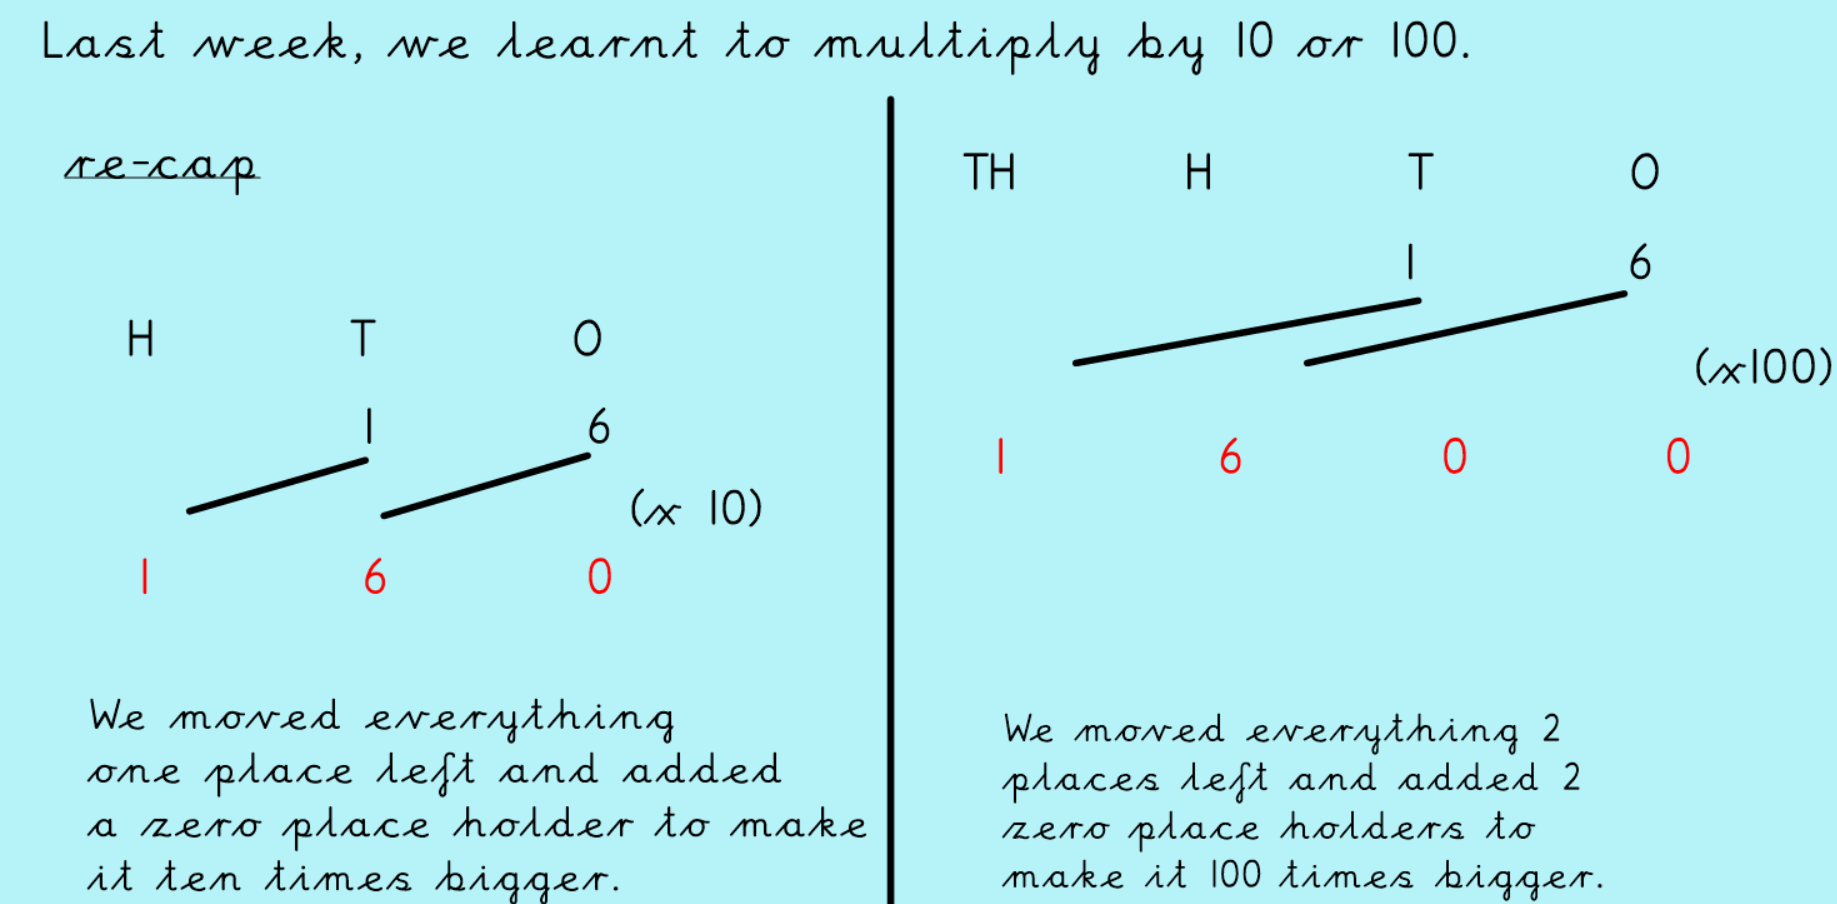 Last week, we learnt to multiply by 10 or 100.
re-cap
H T O
1 6
(x 10)
1 6 0
We moved everything
one place left and added
a zero place holder to make
it ten times bigger.
TH H T O
1 6
(x100)
1 6 0 0
We moved everything 2
places left and added 2
zero place holders to
make it 100 times bigger.